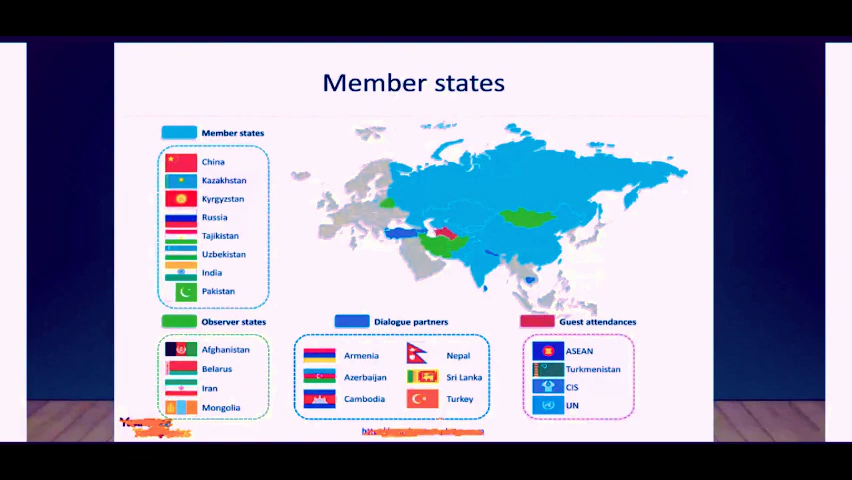 Member states
Member states
China
Kazakhstan
Kyrgyzstan
Russia
Tajikistan
Uzbekistan
India
Pakistan
Observer states
Afghanistan
Belarus
Iran
Mongolia
Dialogue partners
Armenia
Azerbaijan
Cambodia
Nepal
Sri Lanka
Turkey
Guest attendances
ASEAN
Turkmenistan
CIS
UN